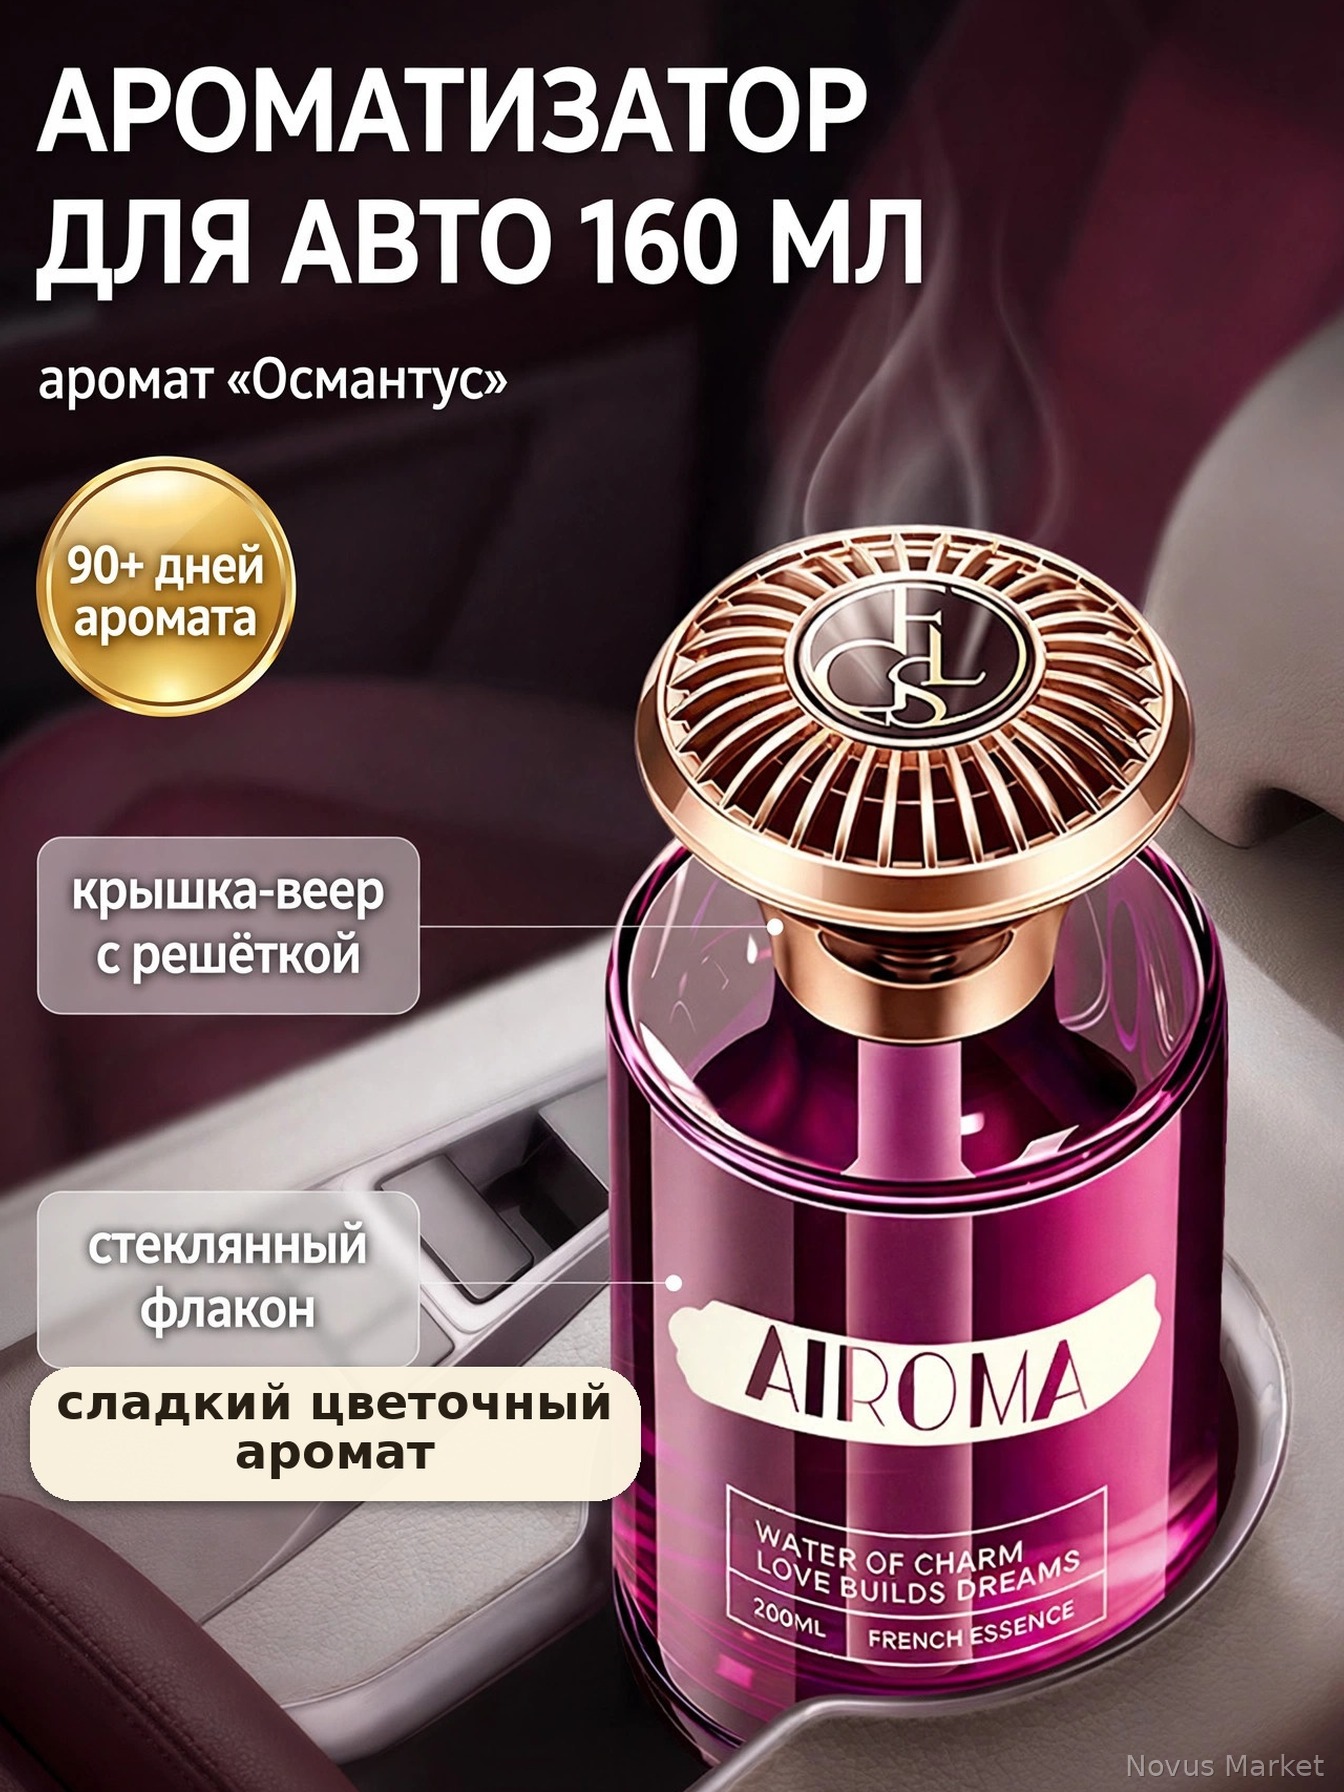 АРОМАТИЗАТОР
ДЛЯ АВТО 160 МЛ
аромат «Османтус»
90+ дней
аромата
крышка-веер
с решёткой
стеклянный
флакон
сладкий цветочный
аромат
AIROMA
WATER OF CHARM
LOVE BUILDS DREAMS
200ML FRENCH ESSENCE
Novus Market